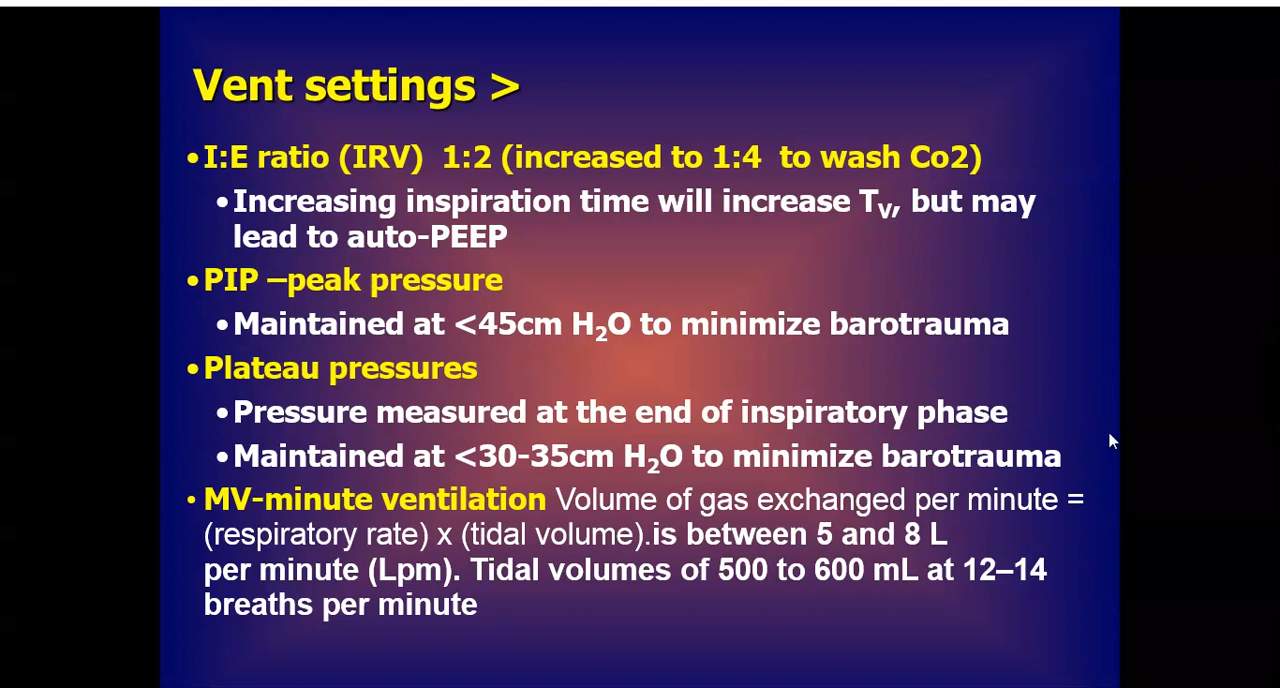 Vent settings >
•I:E ratio (IRV)  1:2 (increased to 1:4  to wash Co2)
•Increasing inspiration time will increase TV, but may
lead to auto-PEEP
•PIP –peak pressure
•Maintained at <45cm H2O to minimize barotrauma
•Plateau pressures
•Pressure measured at the end of inspiratory phase
•Maintained at <30-35cm H2O to minimize barotrauma
• MV-minute ventilation Volume of gas exchanged per minute =
(respiratory rate) x (tidal volume).is between 5 and 8 L
per minute (Lpm). Tidal volumes of 500 to 600 mL at 12–14
breaths per minute